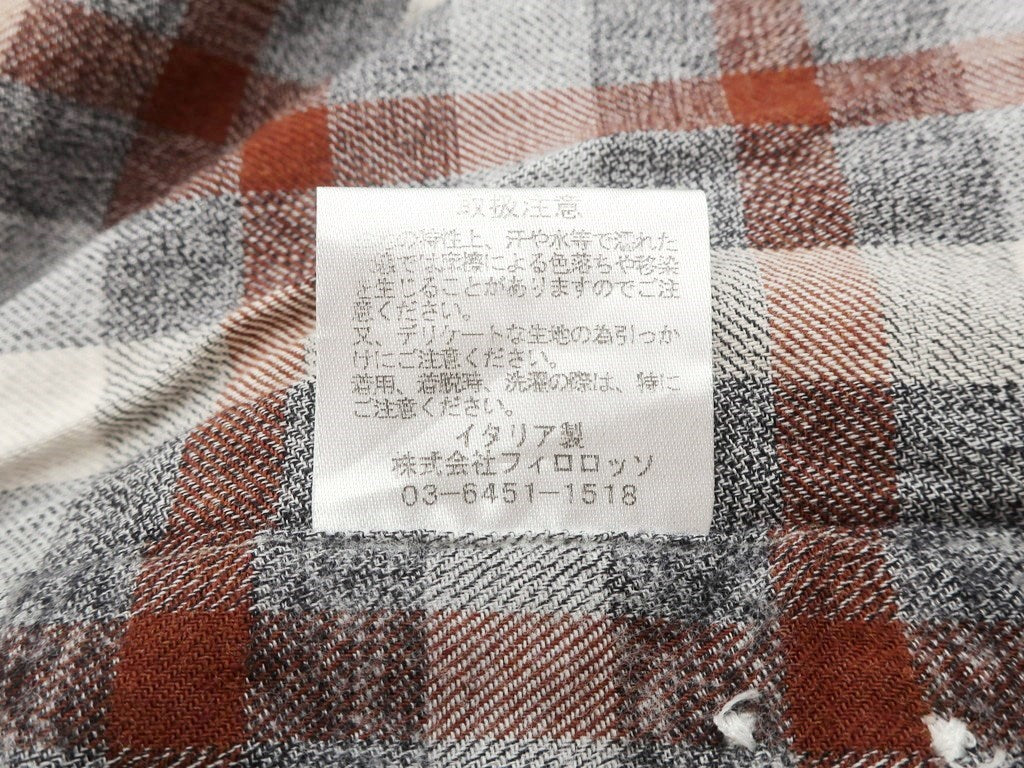 取扱注意
の特性上、汗や水等で濡れた
態では摩擦による色落ちや移染
生じることがありますのでご注
意ください。
又、デリケートな生地の為引っか
けにご注意ください。
着用、着脱時、洗濯の際は、特に
ご注意ください。
イタリア製
株式会社フィロロッソ
03-6451-1518